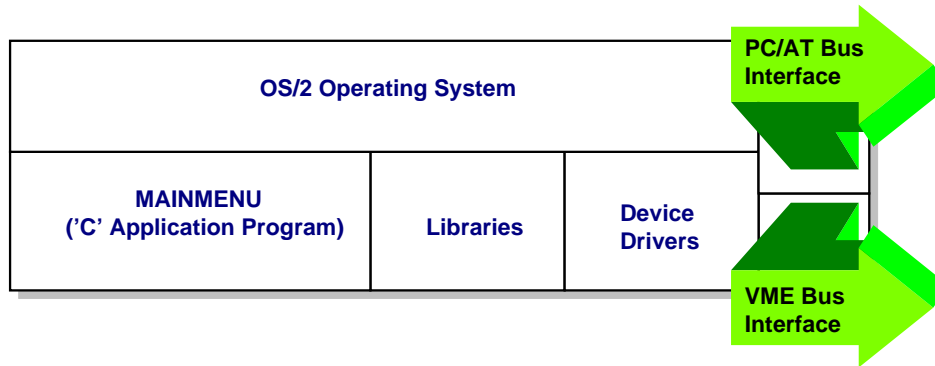 PC/AT Bus
Interface
OS/2 Operating System
MAINMENU
(’C’ Application Program)
Libraries
Device
Drivers
VME Bus
Interface